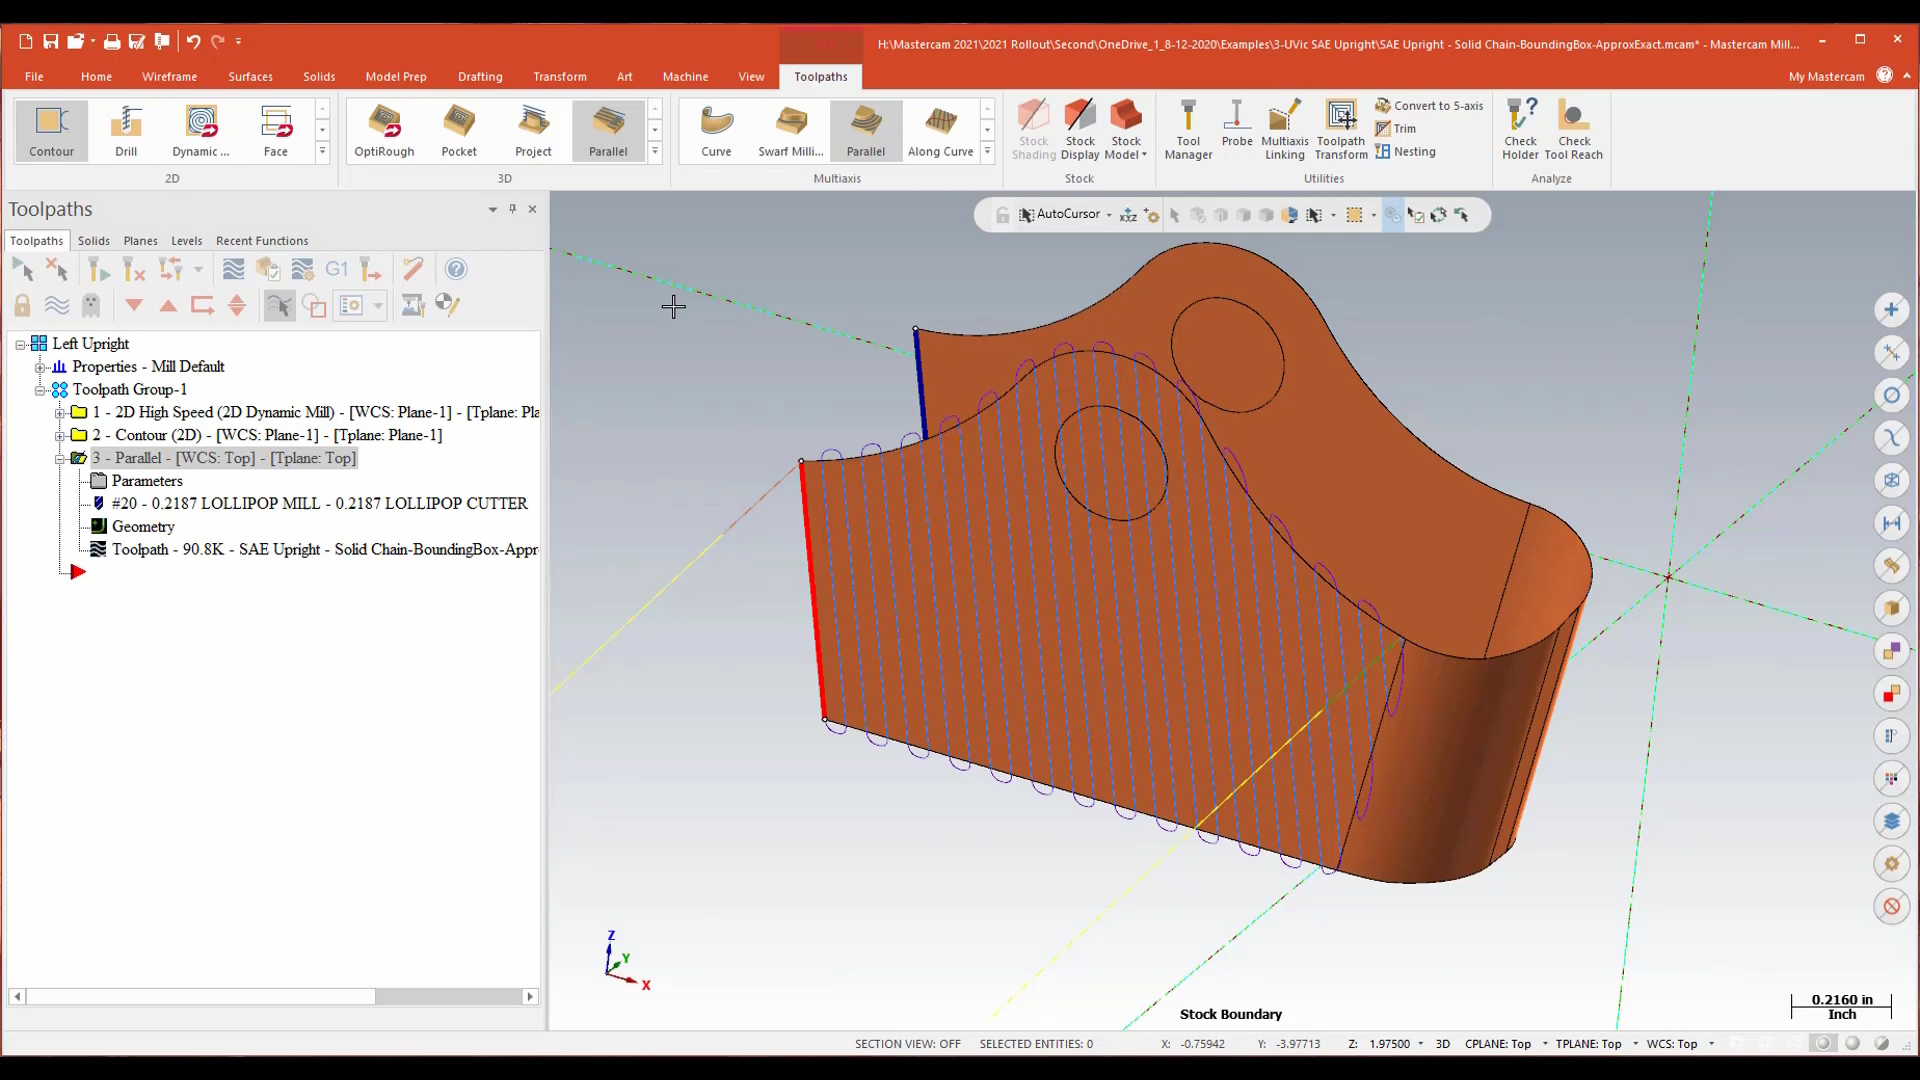 H:\Mastercam 2021\2021 Rollout\Second\OneDrive_1_8-12-2020\Examples\3-UVic SAE Upright\SAE Upright - Solid Chain-BoundingBox-ApproxExact.mcam* - Mastercam Mill...
File Home Wireframe Surfaces Solids Model Prep Drafting Transform Art Machine View Toolpaths My Mastercam
Contour Drill Dynamic ... Face
2D
OptiRough Pocket Project Parallel
3D
Curve Swarf Milli... Parallel Along Curve
Multiaxis
Stock Shading
Stock Display
Stock Model
Stock
Tool Manager
Probe
Multiaxis Linking
Toolpath Transform
Convert to 5-axis
Trim
Nesting
Utilities
Check Holder
Check Tool Reach
Analyze
Toolpaths
Toolpaths Solids Planes Levels Recent Functions
G1
AutoCursor
Left Upright
Properties - Mill Default
Toolpath Group-1
1 - 2D High Speed (2D Dynamic Mill) - [WCS: Plane-1] - [Tplane: Pla
2 - Contour (2D) - [WCS: Plane-1] - [Tplane: Plane-1]
3 - Parallel - [WCS: Top] - [Tplane: Top]
Parameters
#20 - 0.2187 LOLLIPOP MILL - 0.2187 LOLLIPOP CUTTER
Geometry
Toolpath - 90.8K - SAE Upright - Solid Chain-BoundingBox-Appr
Z
Y
X
Stock Boundary
0.2160 in
Inch
SECTION VIEW: OFF SELECTED ENTITIES: 0 X: -0.75942 Y: -3.97713 Z: 1.97500 3D CPLANE: Top TPLANE: Top WCS: Top